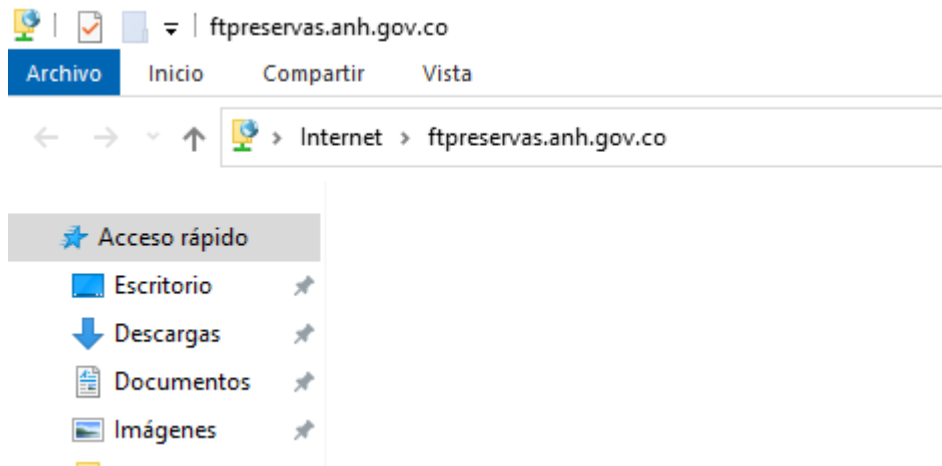 ftpreservas.anh.gov.co
Archivo Inicio Compartir Vista
Internet > ftpreservas.anh.gov.co
Acceso rápido
Escritorio
Descargas
Documentos
Imágenes